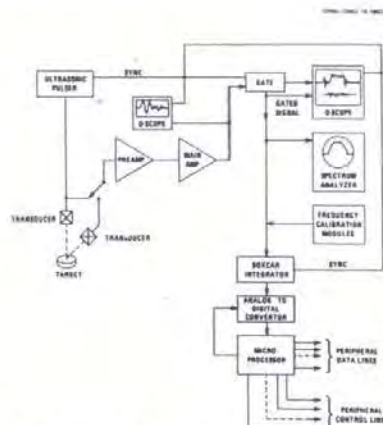 ULTRASONIC
PULSER
SYNC
GATE
O-SCOPE
GATED
SIGNAL
O-SCOPE
PREAMP
MAIN
AMP
SPECTRUM
ANALYZER
TRANSDUCER
TRANSDUCER
FREQUENCY
CALIBRATION
MODULES
TARGET
BOXCAR
INTEGRATOR
SYNC
ANALOG TO
DIGITAL
CONVERTOR
MACRO
PROCESSOR
PERIPHERAL
DATA LINES
PERIPHERAL
CONTROL LINE